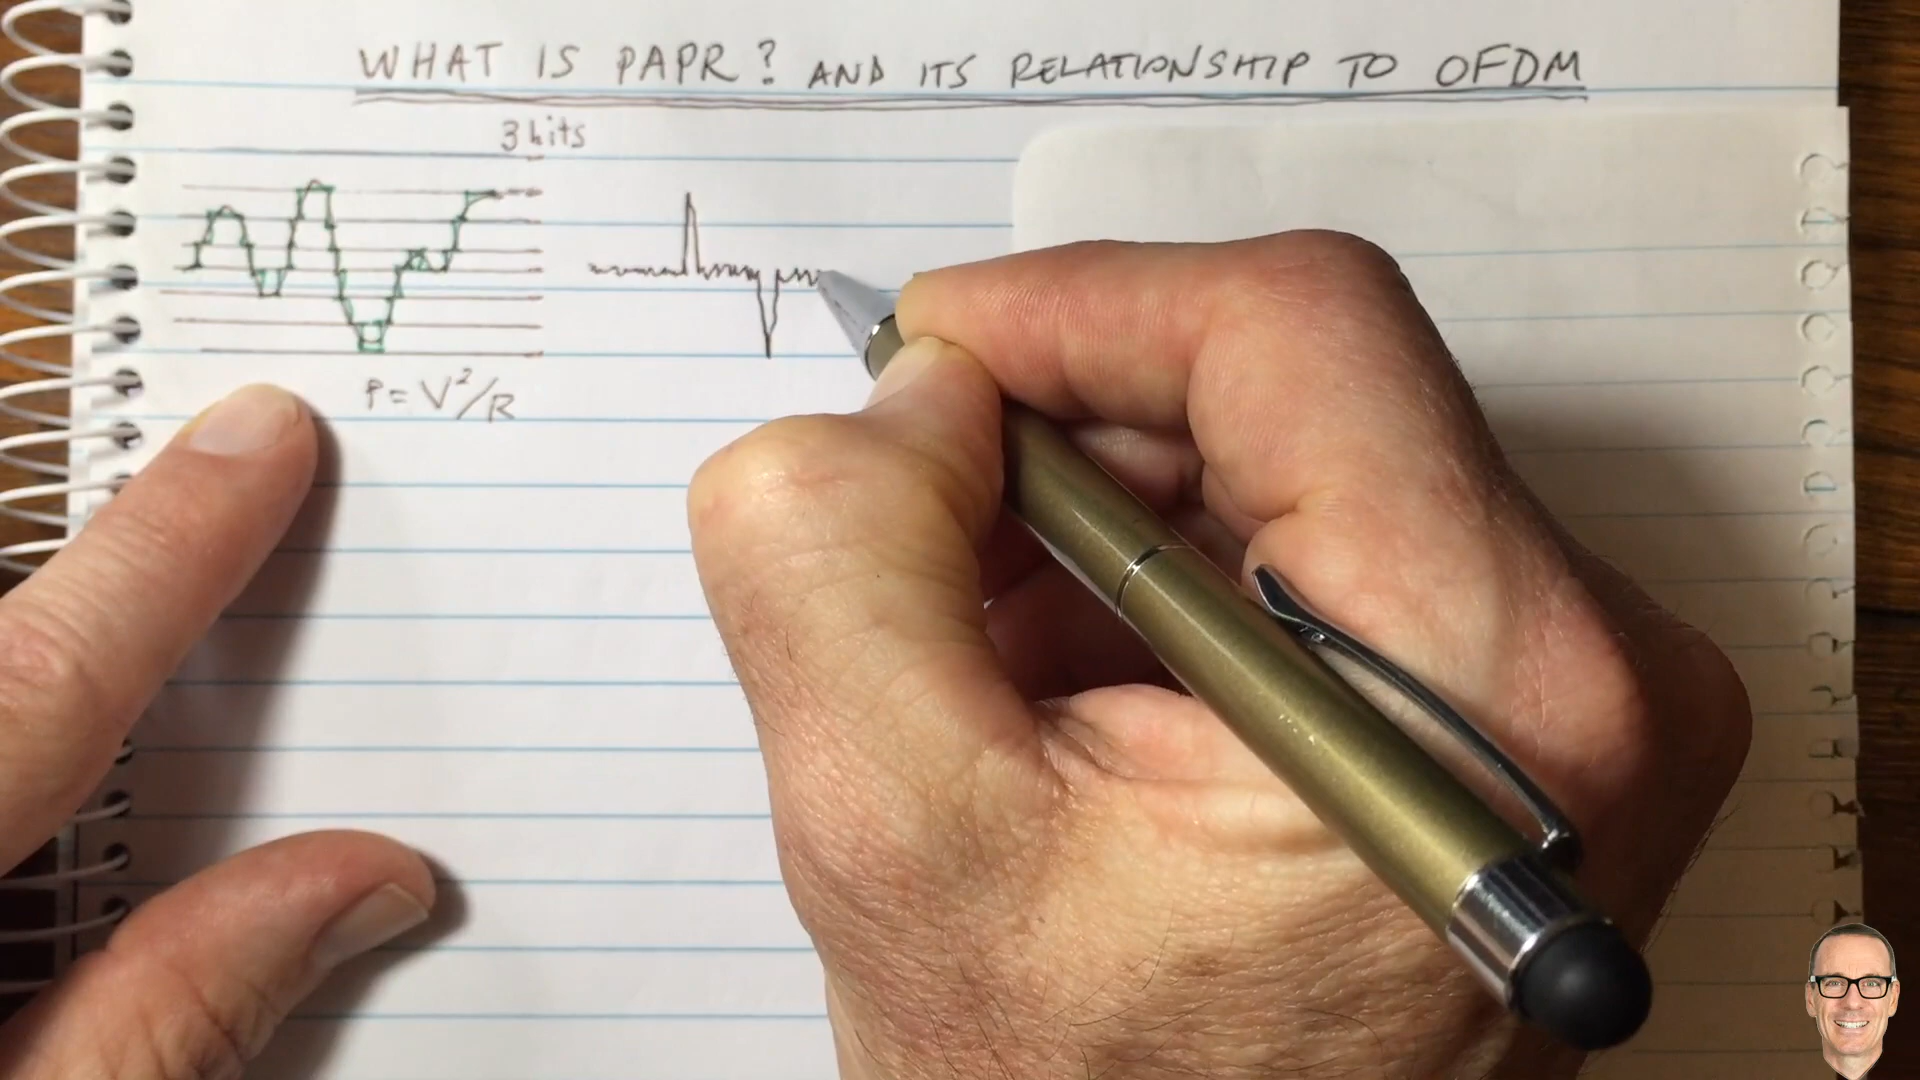 WHAT IS PAPR? AND ITS RELATIONSHIP TO OFDM
3 bits
P = V²/R